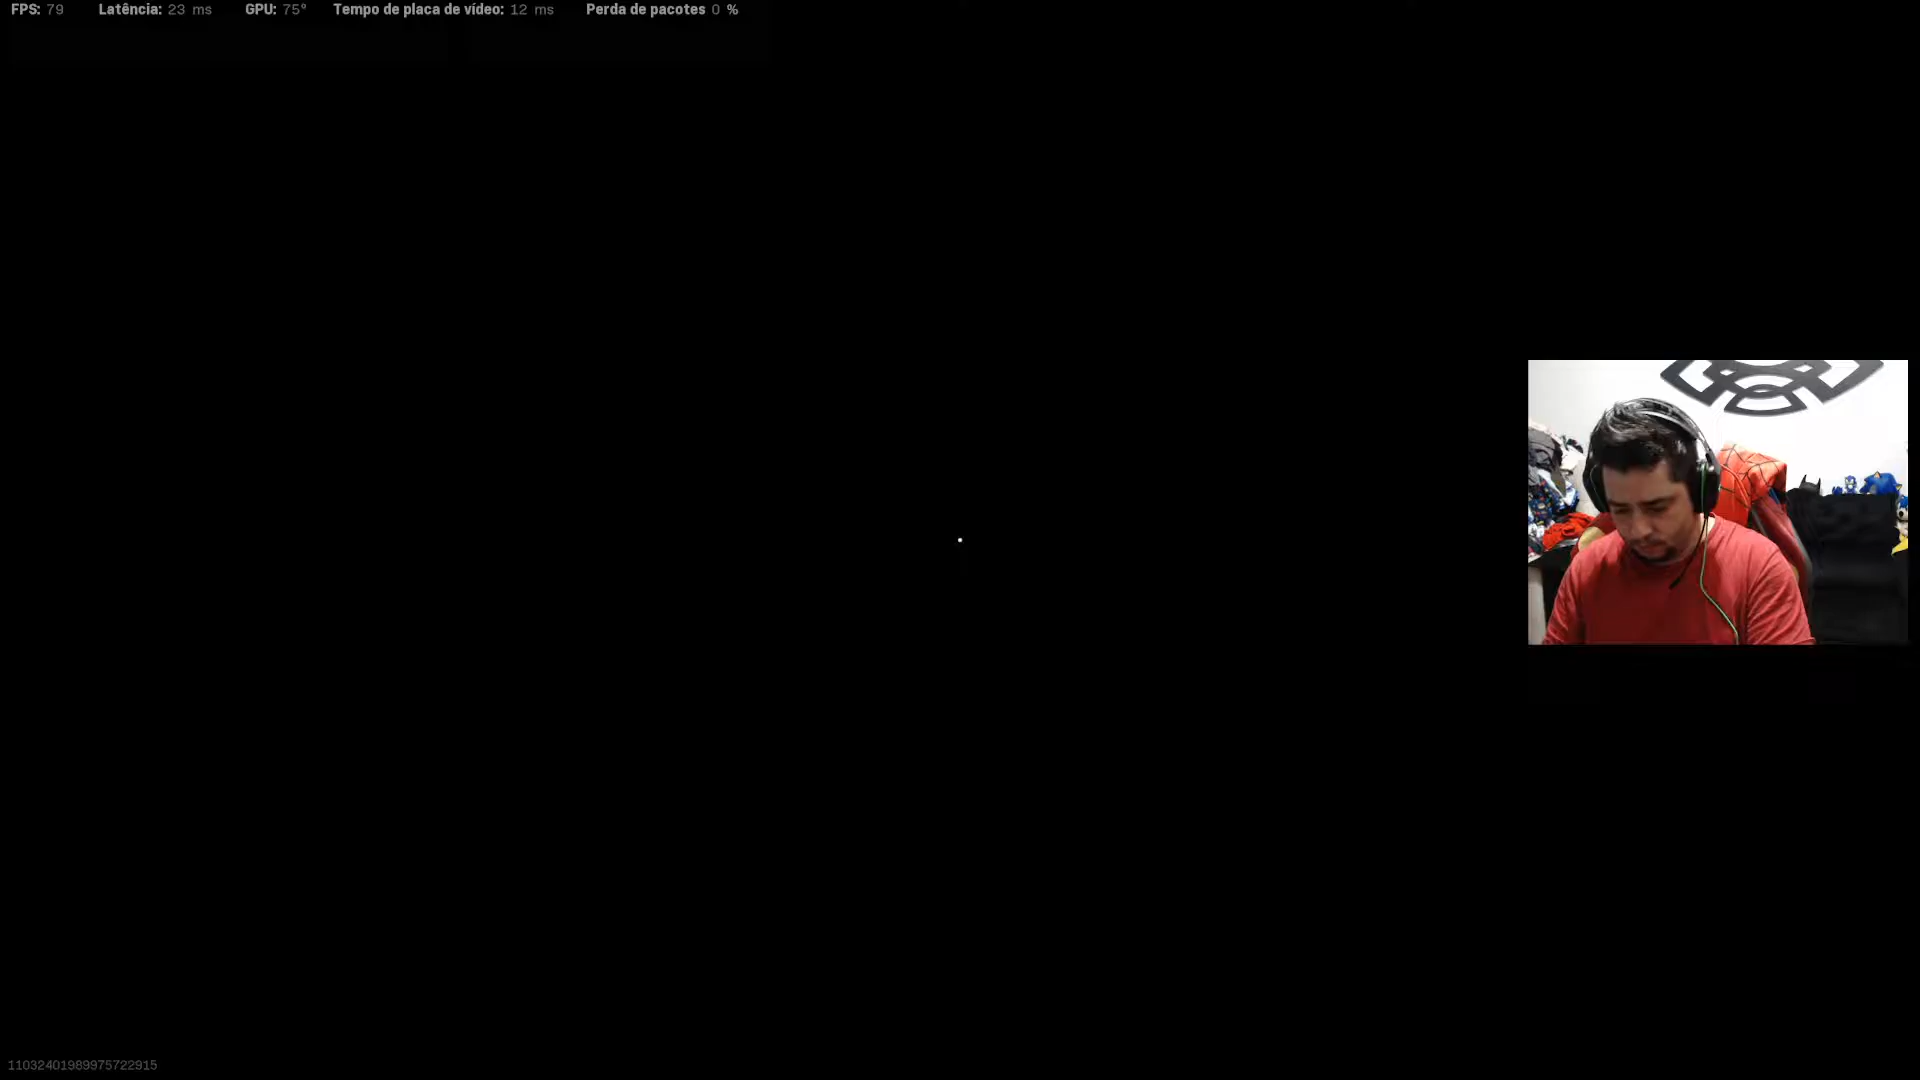 FPS: 79 Latência: 23 ms GPU: 75° Tempo de placa de vídeo: 12 ms Perda de pacotes 0 %
11032401989975722915